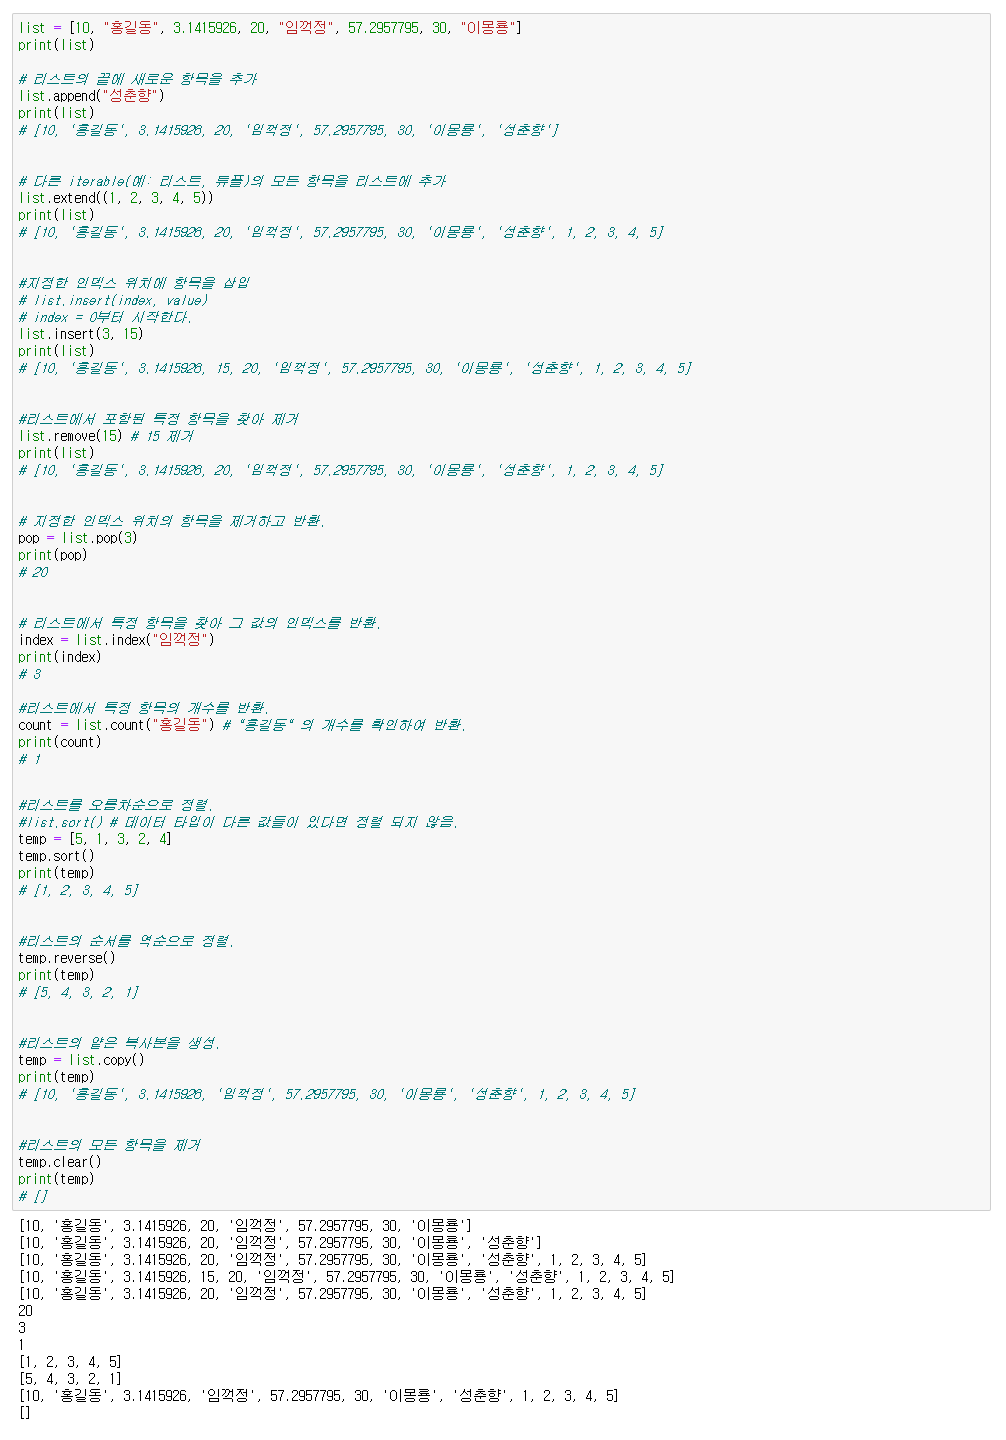 list = [10, "홍길동", 3.1415926, 20, "임꺽정", 57.2957795, 30, "이몽룡"]
print(list)
# 리스트의 끝에 새로운 항목을 추가
list.append("성춘향")
print(list)
# [10, '홍길동', 3.1415926, 20, '임꺽정', 57.2957795, 30, '이몽룡', '성춘향']
# 다른 iterable(예: 리스트, 튜플)의 모든 항목을 리스트에 추가
list.extend((1, 2, 3, 4, 5))
print(list)
# [10, '홍길동', 3.1415926, 20, '임꺽정', 57.2957795, 30, '이몽룡', '성춘향', 1, 2, 3, 4, 5]
#지정한 인덱스 위치에 항목을 삽입
# list.insert(index, value)
# index = 0부터 시작한다.
list.insert(3, 15)
print(list)
# [10, '홍길동', 3.1415926, 15, 20, '임꺽정', 57.2957795, 30, '이몽룡', '성춘향', 1, 2, 3, 4, 5]
#리스트에서 포함된 특정 항목을 찾아 제거
list.remove(15) # 15 제거
print(list)
# [10, '홍길동', 3.1415926, 20, '임꺽정', 57.2957795, 30, '이몽룡', '성춘향', 1, 2, 3, 4, 5]
# 지정한 인덱스 위치의 항목을 제거하고 반환.
pop = list.pop(3)
print(pop)
# 20
# 리스트에서 특정 항목을 찾아 그 값의 인덱스를 반환.
index = list.index("임꺽정")
print(index)
# 3
#리스트에서 특정 항목의 개수를 반환.
count = list.count("홍길동") # "홍길동" 의 개수를 확인하여 반환.
print(count)
# 1
#리스트를 오름차순으로 정렬.
#list.sort() # 데이터 타입이 다른 값들이 있다면 정렬 되지 않음.
temp = [5, 1, 3, 2, 4]
temp.sort()
print(temp)
# [1, 2, 3, 4, 5]
#리스트의 순서를 역순으로 정렬.
temp.reverse()
print(temp)
# [5, 4, 3, 2, 1]
#리스트의 얕은 복사본을 생성.
temp = list.copy()
print(temp)
# [10, '홍길동', 3.1415926, '임꺽정', 57.2957795, 30, '이몽룡', '성춘향', 1, 2, 3, 4, 5]
#리스트의 모든 항목을 제거
temp.clear()
print(temp)
# []
[10, '홍길동', 3.1415926, 20, '임꺽정', 57.2957795, 30, '이몽룡']
[10, '홍길동', 3.1415926, 20, '임꺽정', 57.2957795, 30, '이몽룡', '성춘향']
[10, '홍길동', 3.1415926, 20, '임꺽정', 57.2957795, 30, '이몽룡', '성춘향', 1, 2, 3, 4, 5]
[10, '홍길동', 3.1415926, 15, 20, '임꺽정', 57.2957795, 30, '이몽룡', '성춘향', 1, 2, 3, 4, 5]
[10, '홍길동', 3.1415926, 20, '임꺽정', 57.2957795, 30, '이몽룡', '성춘향', 1, 2, 3, 4, 5]
20
3
1
[1, 2, 3, 4, 5]
[5, 4, 3, 2, 1]
[10, '홍길동', 3.1415926, '임꺽정', 57.2957795, 30, '이몽룡', '성춘향', 1, 2, 3, 4, 5]
[]